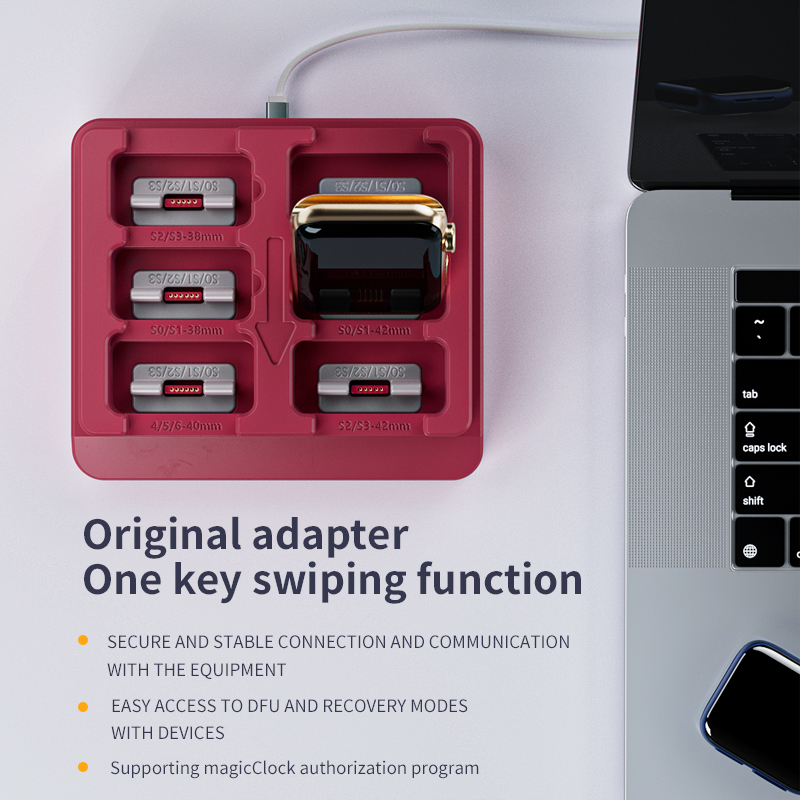 S0/S1/S2/S3
S0/S1/S2/S3
S2/S3-38mm
S0/S1/S2/S3
S0/S1-38mm
S0/S1-42mm
S0/S1/S2/S3
S0/S1/S2/S3
4/5/6-40mm
S2/S3-42mm
~
`
tab
caps lock
shift
Original adapter
One key swiping function
SECURE AND STABLE CONNECTION AND COMMUNICATION
WITH THE EQUIPMENT
EASY ACCESS TO DFU AND RECOVERY MODES
WITH DEVICES
Supporting magicClock authorization program